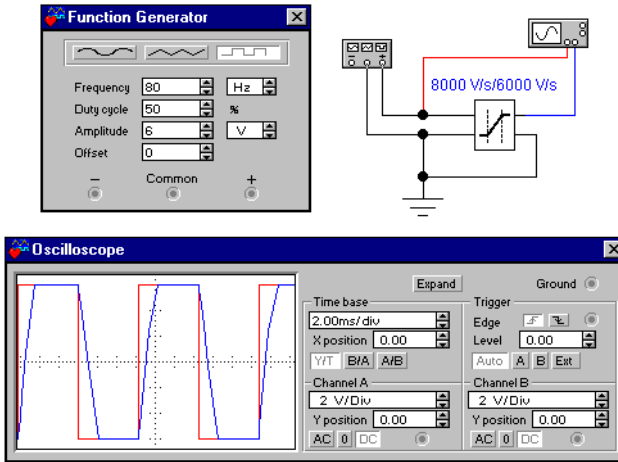 Function Generator
Frequency 80 Hz
Duty cycle 50 %
Amplitude 6 V
Offset 0
− Common +
8000 V/s/6000 V/s
− +
Oscilloscope
Expand Ground
Time base
2.00ms/div
X position 0.00
Y/T B/A A/B
Trigger
Edge
Level 0.00
Auto A B Ext
Channel A
2 V/Div
Y position 0.00
AC 0 DC
Channel B
2 V/Div
Y position 0.00
AC 0 DC